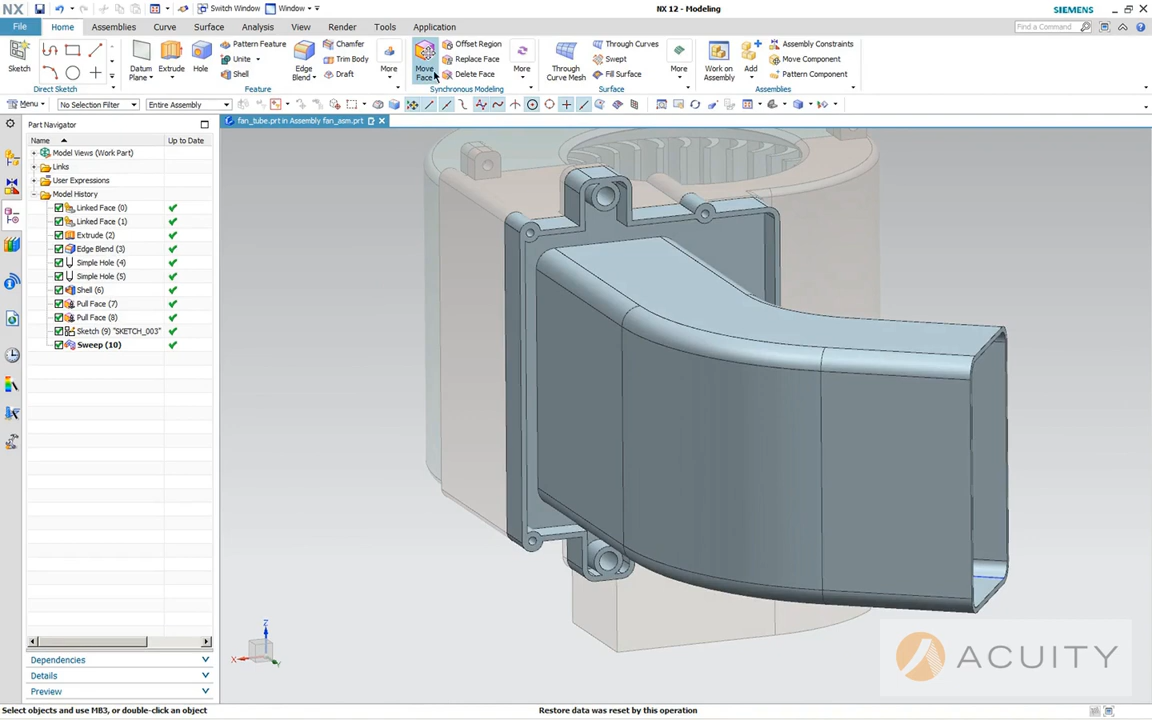 NX
Switch Window
Window
NX 12 - Modeling
SIEMENS
File
Home
Assemblies
Curve
Surface
Analysis
View
Render
Tools
Application
Find a Command
Sketch
Direct Sketch
Datum Plane
Extrude
Hole
Pattern Feature
Unite
Shell
Edge Blend
Chamfer
Trim Body
Draft
More
Feature
Move Face
Offset Region
Replace Face
Delete Face
More
Synchronous Modeling
Through Curve Mesh
Through Curves
Swept
Fill Surface
More
Surface
Work on Assembly
Add
Assembly Constraints
Move Component
Pattern Component
Assemblies
Menu
No Selection Filter
Entire Assembly
Part Navigator
fan_tube.prt in Assembly fan_asm.prt
Name
Up to Date
Model Views (Work Part)
Links
User Expressions
Model History
Linked Face (0)
Linked Face (1)
Extrude (2)
Edge Blend (3)
Simple Hole (4)
Simple Hole (5)
Shell (6)
Pull Face (7)
Pull Face (8)
Sketch (9) "SKETCH_003"
Sweep (10)
Dependencies
Details
Preview
Z
X
Y
ACUITY
Select objects and use MB3, or double-click an object
Restore data was reset by this operation